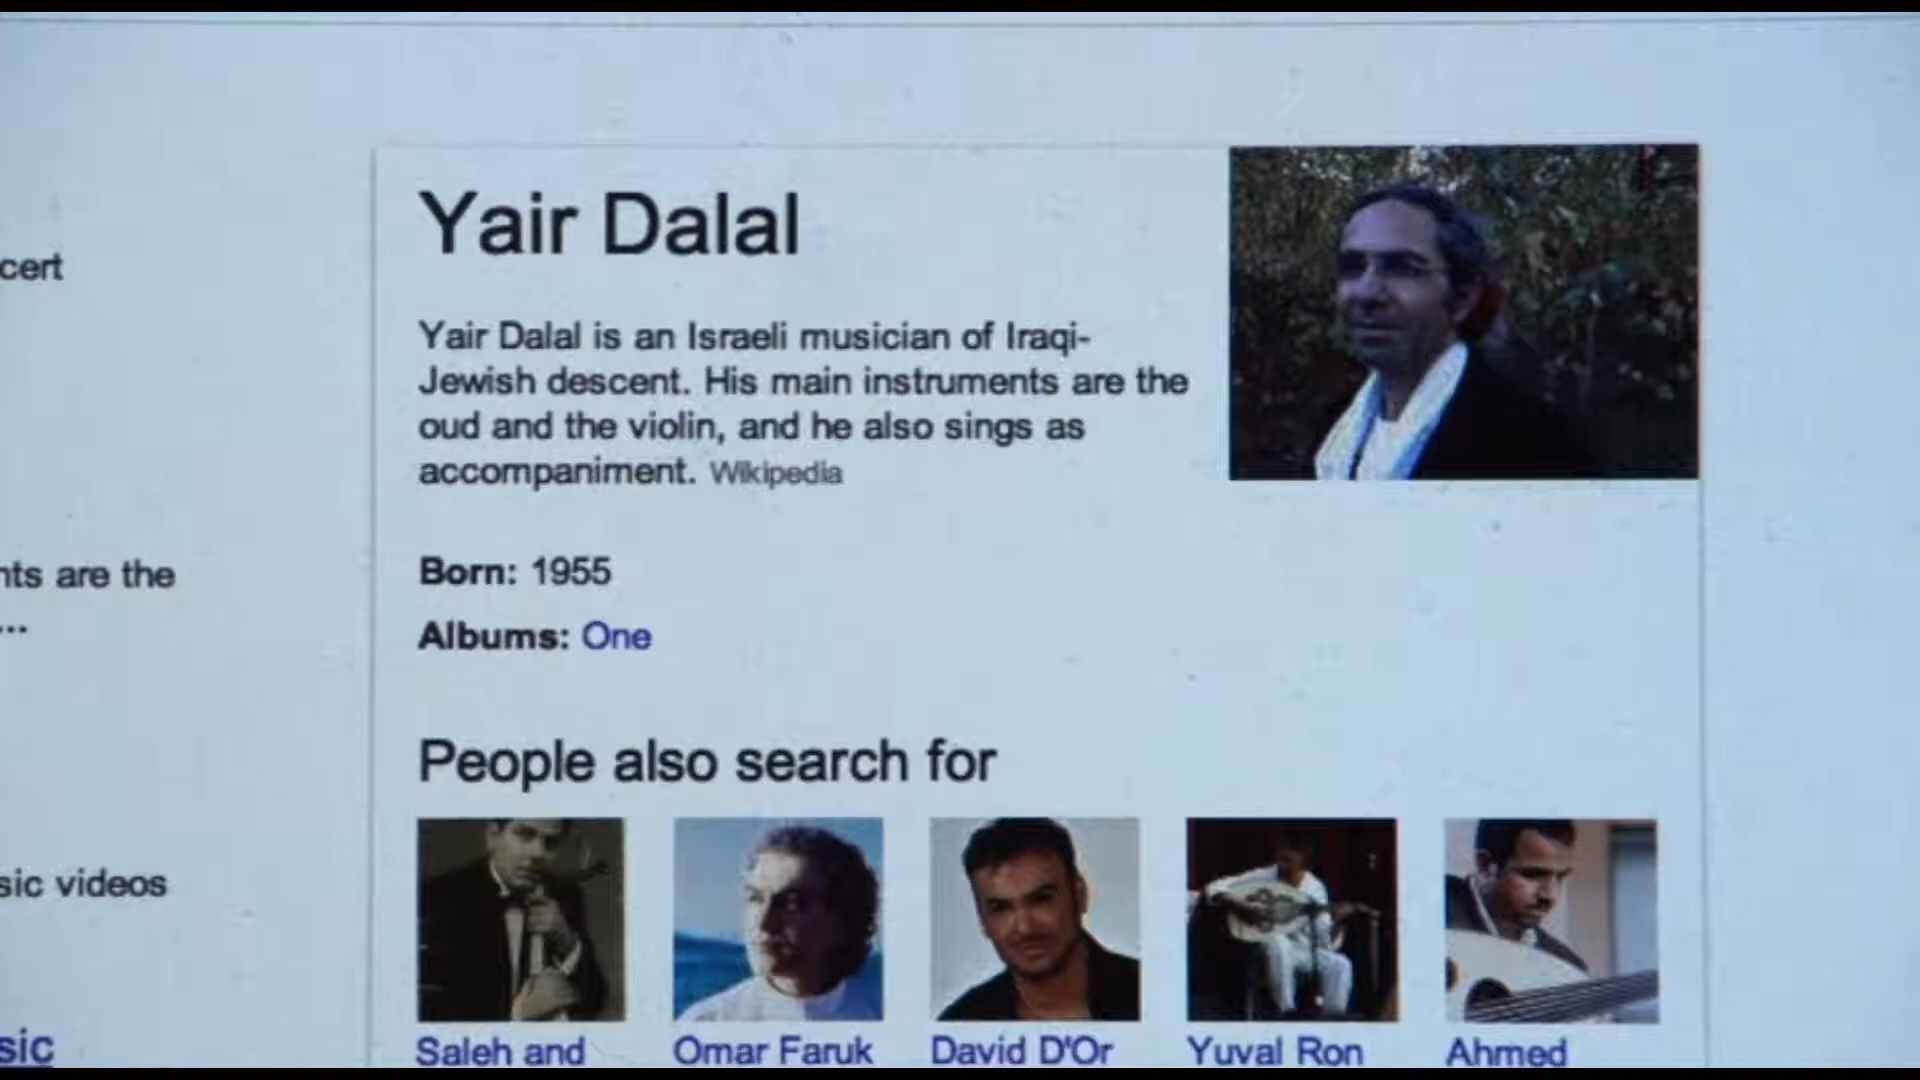 cert
nts are the
...
sic videos
sic
Yair Dalal
Yair Dalal is an Israeli musician of Iraqi-
Jewish descent. His main instruments are the
oud and the violin, and he also sings as
accompaniment. Wikipedia
Born: 1955
Albums: One
People also search for
Saleh and
Omar Faruk
David D'Or
Yuval Ron
Ahmed